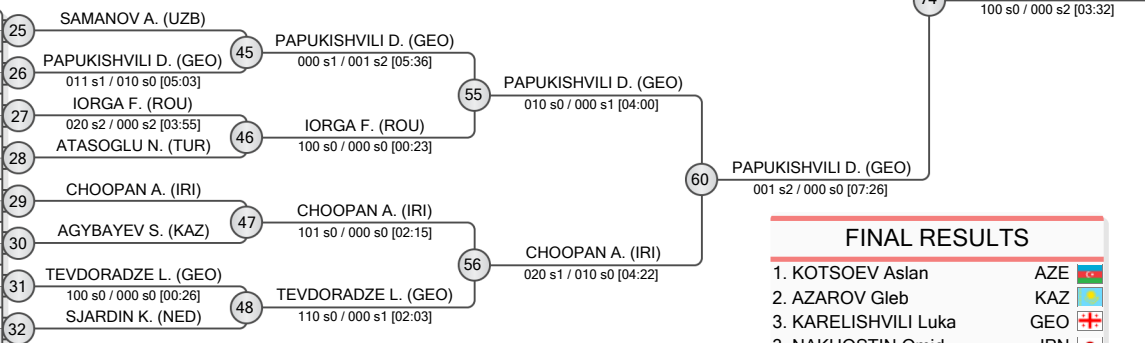 74
100 s0 / 000 s2 [03:32]
25
SAMANOV A. (UZB)
45
PAPUKISHVILI D. (GEO)
000 s1 / 001 s2 [05:36]
26
PAPUKISHVILI D. (GEO)
011 s1 / 010 s0 [05:03]
55
PAPUKISHVILI D. (GEO)
010 s0 / 000 s1 [04:00]
27
IORGA F. (ROU)
020 s2 / 000 s2 [03:55]
46
IORGA F. (ROU)
100 s0 / 000 s0 [00:23]
28
ATASOGLU N. (TUR)
60
PAPUKISHVILI D. (GEO)
001 s2 / 000 s0 [07:26]
29
CHOOPAN A. (IRI)
47
CHOOPAN A. (IRI)
101 s0 / 000 s0 [02:15]
30
AGYBAYEV S. (KAZ)
56
CHOOPAN A. (IRI)
020 s1 / 010 s0 [04:22]
31
TEVDORADZE L. (GEO)
100 s0 / 000 s0 [00:26]
48
TEVDORADZE L. (GEO)
110 s0 / 000 s1 [02:03]
32
SJARDIN K. (NED)
FINAL RESULTS
1. KOTSOEV Aslan AZE
2. AZAROV Gleb KAZ
3. KARELISHVILI Luka GEO